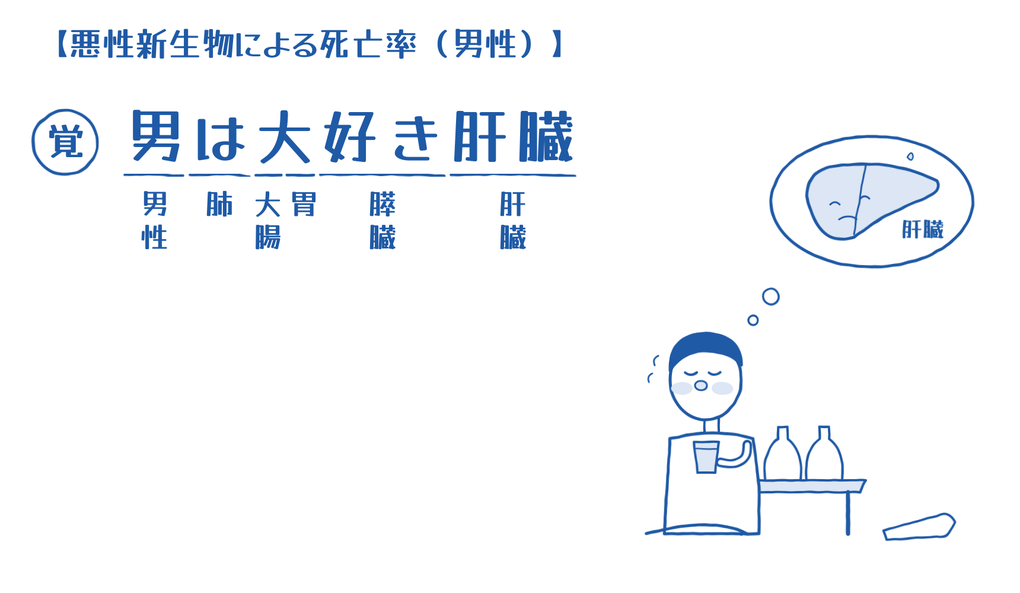 【悪性新生物による死亡率（男性）】
覚 男は大好き肝臓
男性 肺 大腸 胃 膵臓 肝臓
肝臓